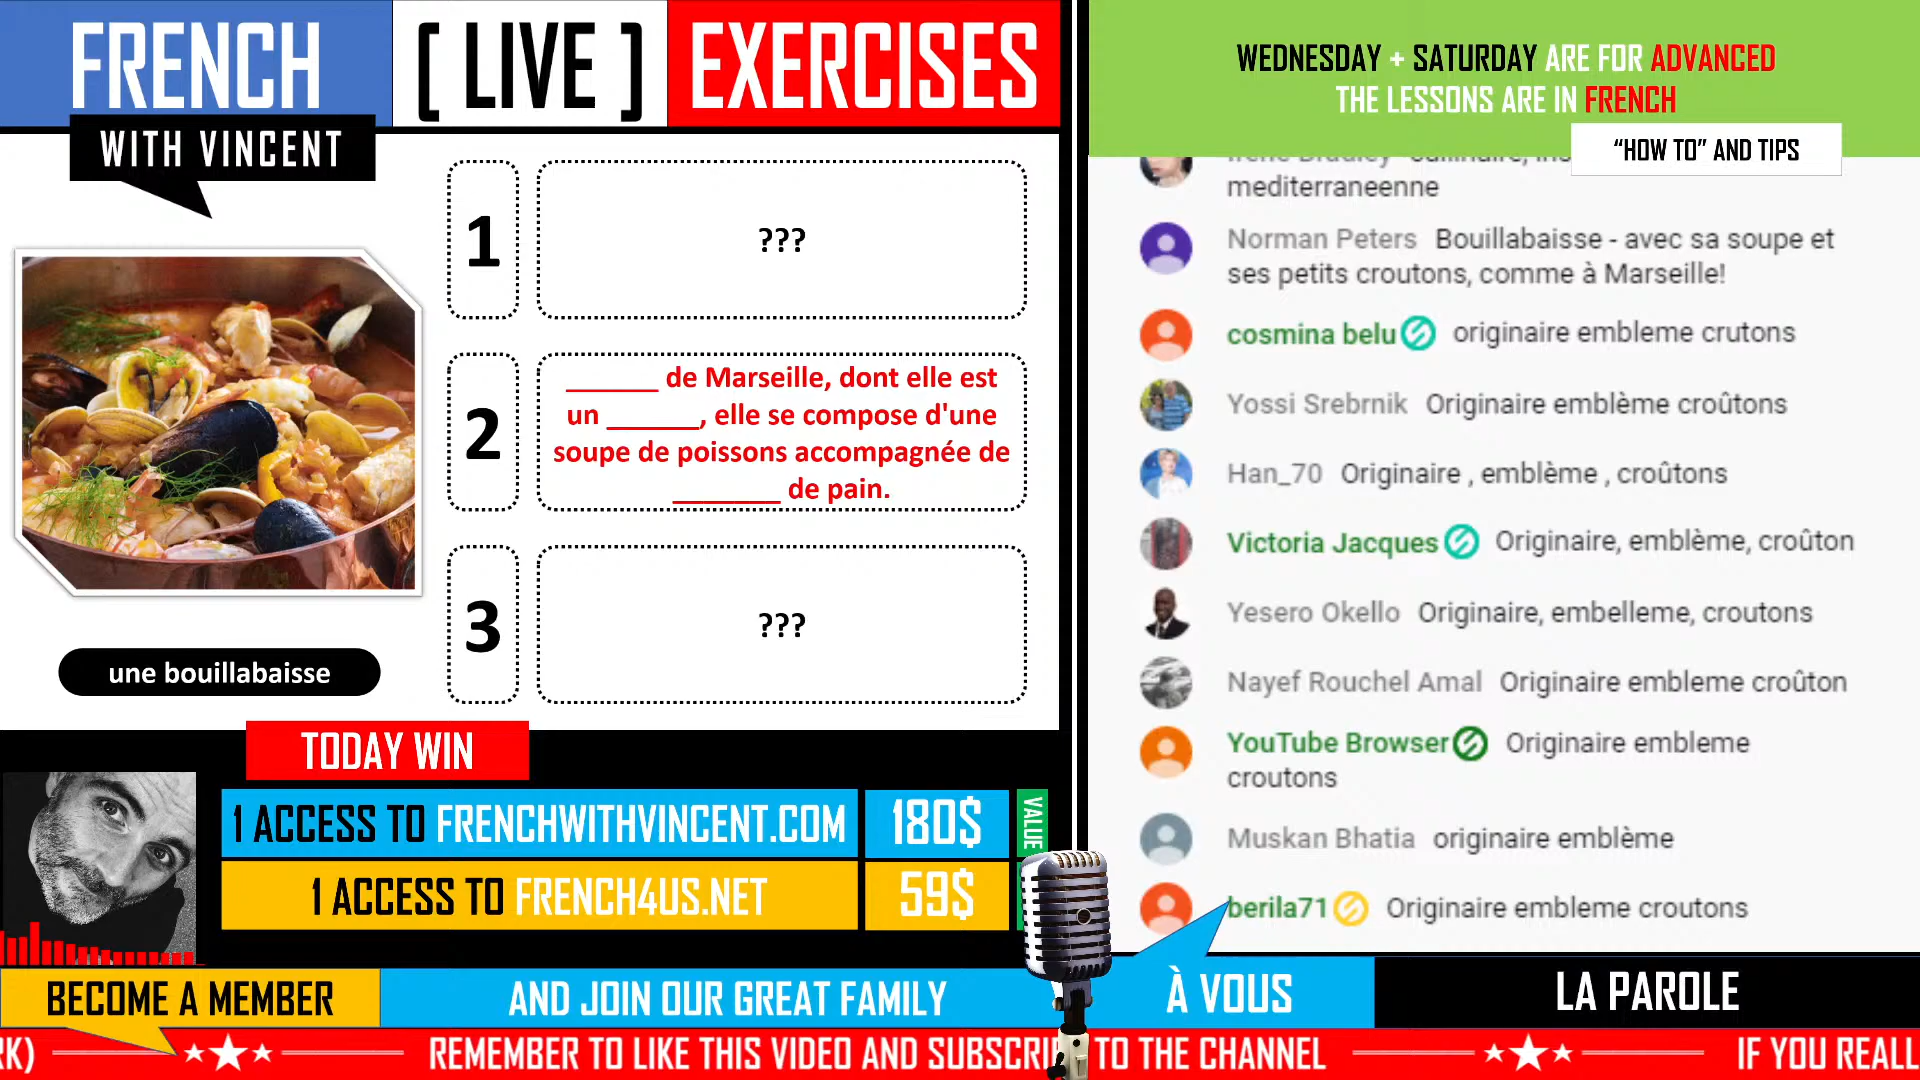 FRENCH
[ LIVE ]
EXERCISES
WITH VINCENT
1
???
2
______ de Marseille, dont elle est
un ______, elle se compose d'une
soupe de poissons accompagnée de
_______ de pain.
3
???
une bouillabaisse
TODAY WIN
1 ACCESS TO FRENCHWITHVINCENT.COM
180$
VALUE
1 ACCESS TO FRENCH4US.NET
59$
BECOME A MEMBER
AND JOIN OUR GREAT FAMILY
À VOUS
LA PAROLE
RK)
REMEMBER TO LIKE THIS VIDEO AND SUBSCRI
TO THE CHANNEL
IF YOU REALL
WEDNESDAY + SATURDAY ARE FOR ADVANCED
THE LESSONS ARE IN FRENCH
“HOW TO” AND TIPS
mediterraneenne
Norman Peters Bouillabaisse - avec sa soupe et
ses petits croutons, comme à Marseille!
cosmina belu originaire embleme crutons
Yossi Srebrnik Originaire emblème croûtons
Han_70 Originaire , emblème , croûtons
Victoria Jacques Originaire, emblème, croûton
Yesero Okello Originaire, embelleme, croutons
Nayef Rouchel Amal Originaire embleme croûton
YouTube Browser Originaire embleme
croutons
Muskan Bhatia originaire emblème
berila71 Originaire embleme croutons